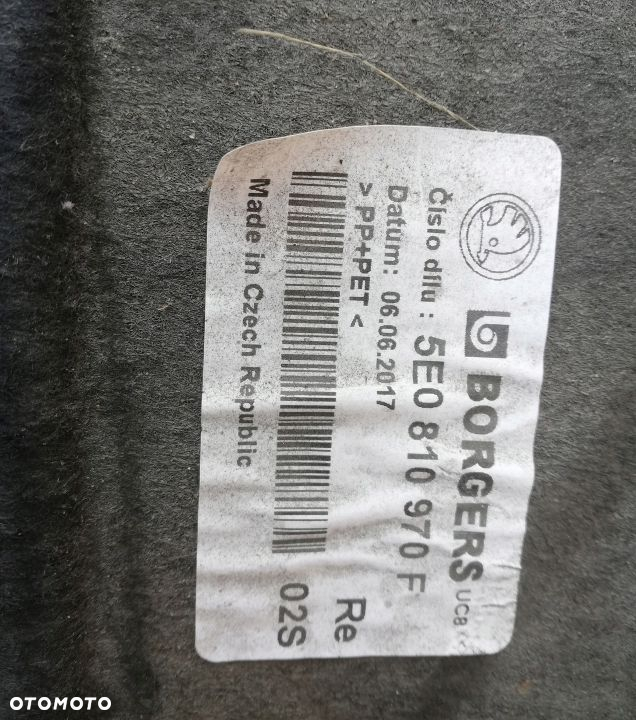 BORGERS UC8
Číslo dílu : 5E0 810 970 F
Datum: 06.06.2017
> PP+PET <
Re
02S
Made in Czech Republic
OTOMOTO